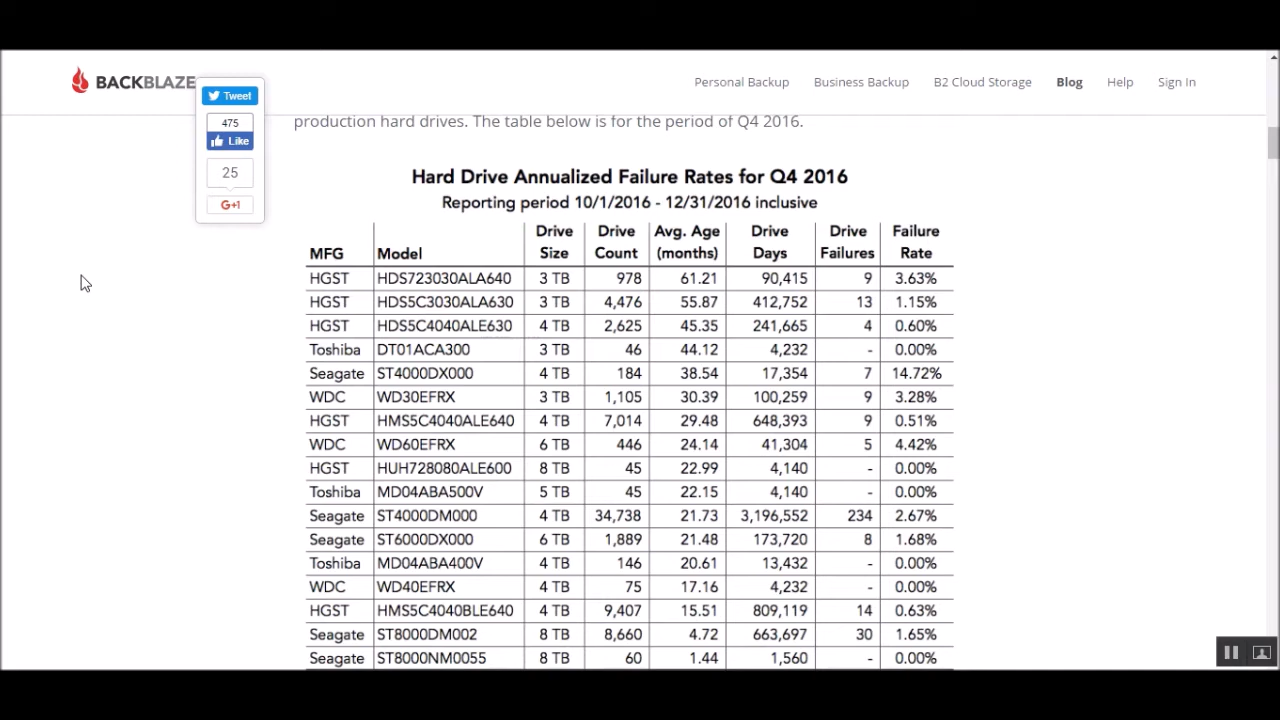 BACKBLAZE
Personal Backup Business Backup B2 Cloud Storage Blog Help Sign In
Tweet
475
Like
25
G+1
production hard drives. The table below is for the period of Q4 2016.
Hard Drive Annualized Failure Rates for Q4 2016
Reporting period 10/1/2016 - 12/31/2016 inclusive
MFG Model Drive Size Drive Count Avg. Age (months) Drive Days Drive Failures Failure Rate
HGST HDS723030ALA640 3 TB 978 61.21 90,415 9 3.63%
HGST HDS5C3030ALA630 3 TB 4,476 55.87 412,752 13 1.15%
HGST HDS5C4040ALE630 4 TB 2,625 45.35 241,665 4 0.60%
Toshiba DT01ACA300 3 TB 46 44.12 4,232 - 0.00%
Seagate ST4000DX000 4 TB 184 38.54 17,354 7 14.72%
WDC WD30EFRX 3 TB 1,105 30.39 100,259 9 3.28%
HGST HMS5C4040ALE640 4 TB 7,014 29.48 648,393 9 0.51%
WDC WD60EFRX 6 TB 446 24.14 41,304 5 4.42%
HGST HUH728080ALE600 8 TB 45 22.99 4,140 - 0.00%
Toshiba MD04ABA500V 5 TB 45 22.15 4,140 - 0.00%
Seagate ST4000DM000 4 TB 34,738 21.73 3,196,552 234 2.67%
Seagate ST6000DX000 6 TB 1,889 21.48 173,720 8 1.68%
Toshiba MD04ABA400V 4 TB 146 20.61 13,432 - 0.00%
WDC WD40EFRX 4 TB 75 17.16 4,232 - 0.00%
HGST HMS5C4040BLE640 4 TB 9,407 15.51 809,119 14 0.63%
Seagate ST8000DM002 8 TB 8,660 4.72 663,697 30 1.65%
Seagate ST8000NM0055 8 TB 60 1.44 1,560 - 0.00%